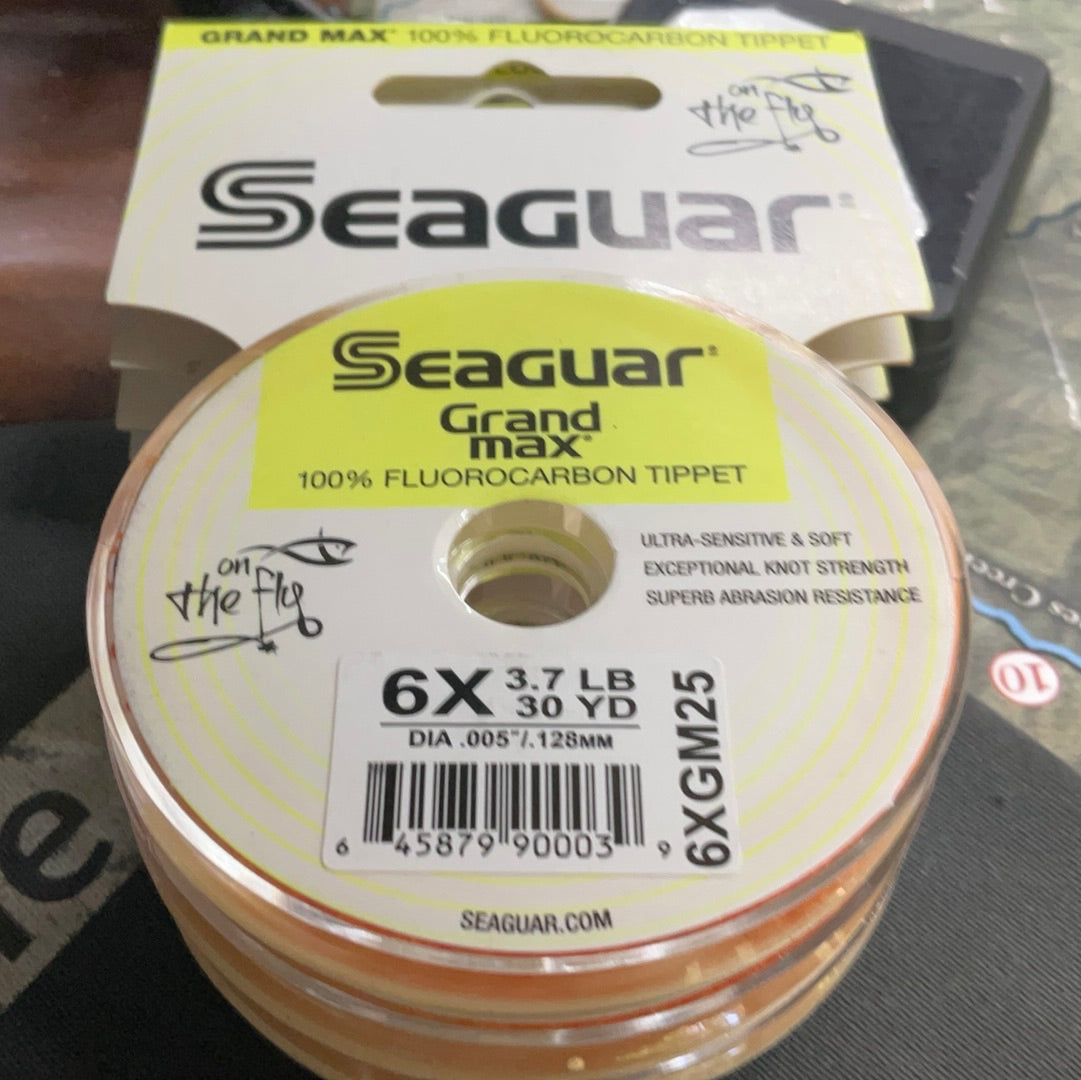 GRAND MAX® 100% FLUOROCARBON TIPPET
on
the fly
SEAGUAR®
SEAGUAR®
Grand
max®
100% FLUOROCARBON TIPPET
on
the fly
ULTRA-SENSITIVE & SOFT
EXCEPTIONAL KNOT STRENGTH
SUPERB ABRASION RESISTANCE
6X 3.7 LB
30 YD
DIA .005"/.128MM
6 45879 90003 9
6XGM25
SEAGUAR.COM
es Creek
10